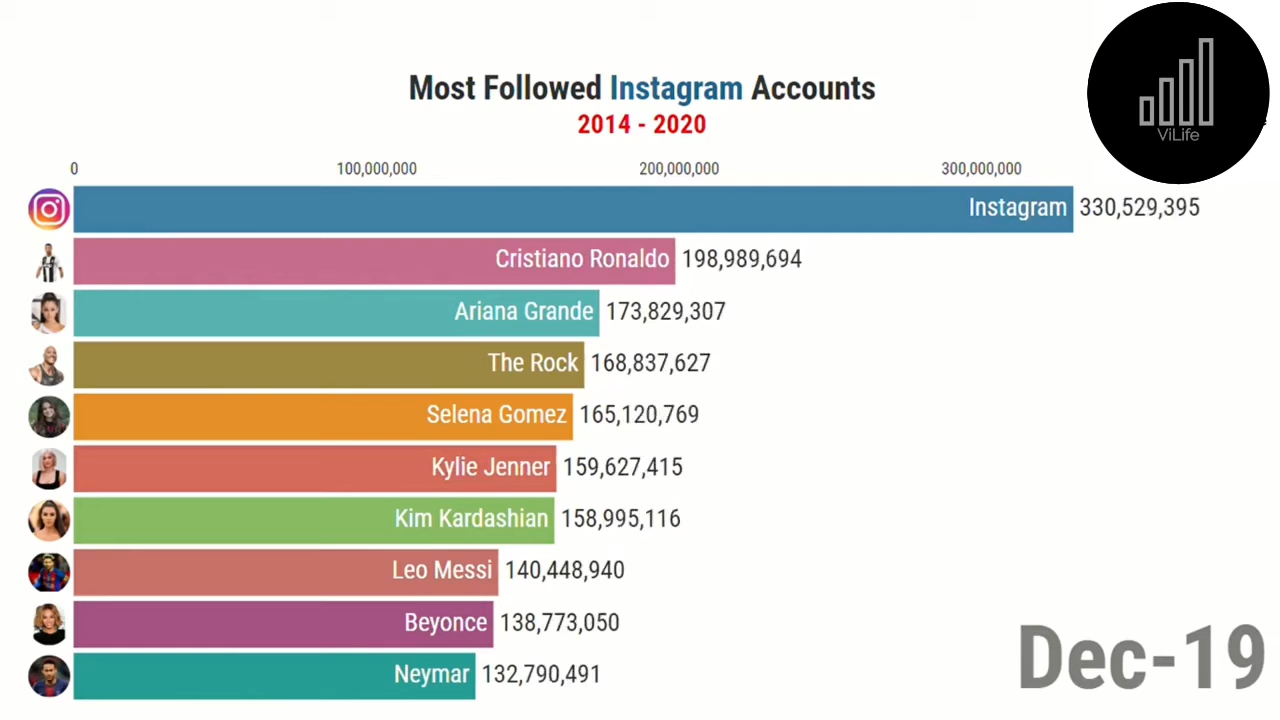 Most Followed Instagram Accounts
2014 - 2020
ViLife
0 100,000,000 200,000,000 300,000,000
Instagram 330,529,395
Cristiano Ronaldo 198,989,694
Ariana Grande 173,829,307
The Rock 168,837,627
Selena Gomez 165,120,769
Kylie Jenner 159,627,415
Kim Kardashian 158,995,116
Leo Messi 140,448,940
Beyonce 138,773,050
Neymar 132,790,491
Dec-19